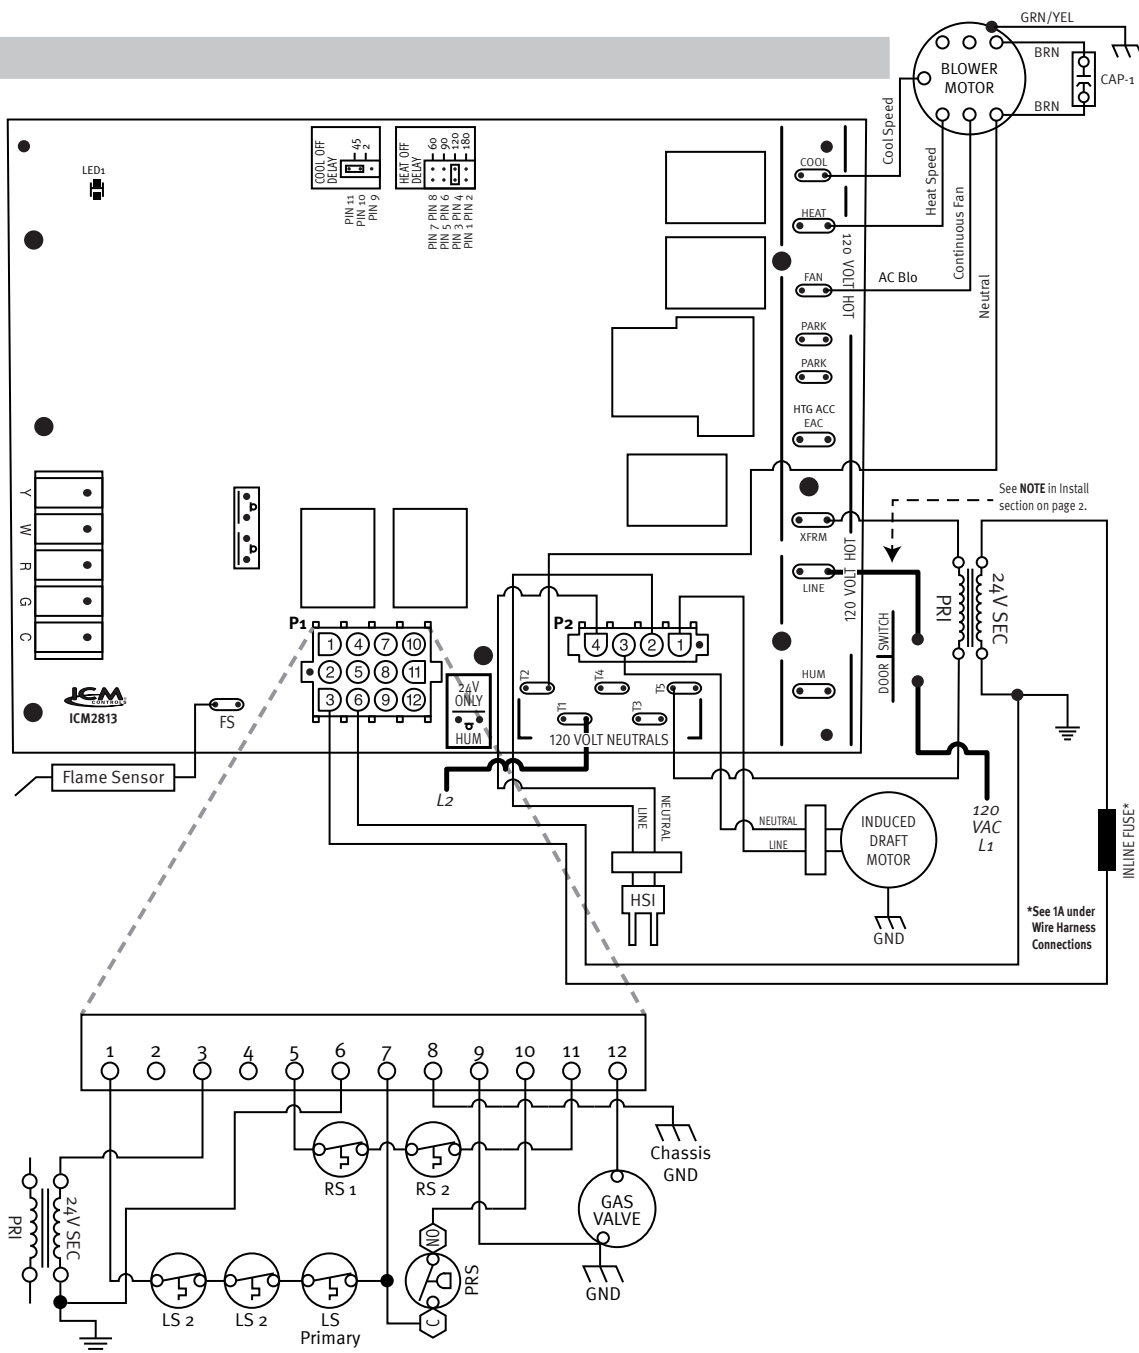 GRN/YEL
BRN
BLOWER
MOTOR
CAP-1
BRN
Cool Speed
Heat Speed
Continuous Fan
Neutral
LED1
COOL OFF
DELAY
45
2
PIN 11
PIN 10
PIN 9
HEAT OFF
DELAY
60
90
120
180
PIN 7 PIN 8
PIN 5 PIN 6
PIN 3 PIN 4
PIN 1 PIN 2
COOL
HEAT
120 VOLT HOT
FAN
AC Blo
PARK
PARK
HTG ACC
EAC
XFRM
LINE
120 VOLT HOT
HUM
See NOTE in Install
section on page 2.
DOOR SWITCH
PRI
24V SEC
Y
W
R
G
C
ICM
CONTROLS
ICM2813
FS
Flame Sensor
P1
1 4 7 10
2 5 8 11
3 6 9 12
24V
ONLY
HUM
P2
4 3 2 1
T2
T4
T5
T1
T3
120 VOLT NEUTRALS
L2
LINE
NEUTRAL
HSI
NEUTRAL
LINE
INDUCED
DRAFT
MOTOR
GND
120
VAC
L1
INLINE FUSE*
*See 1A under
Wire Harness
Connections
1 2 3 4 5 6 7 8 9 10 11 12
RS 1
RS 2
Chassis
GND
PRI
24V SEC
LS 2
LS 2
LS
Primary
NO
PRS
C
GAS
VALVE
GND